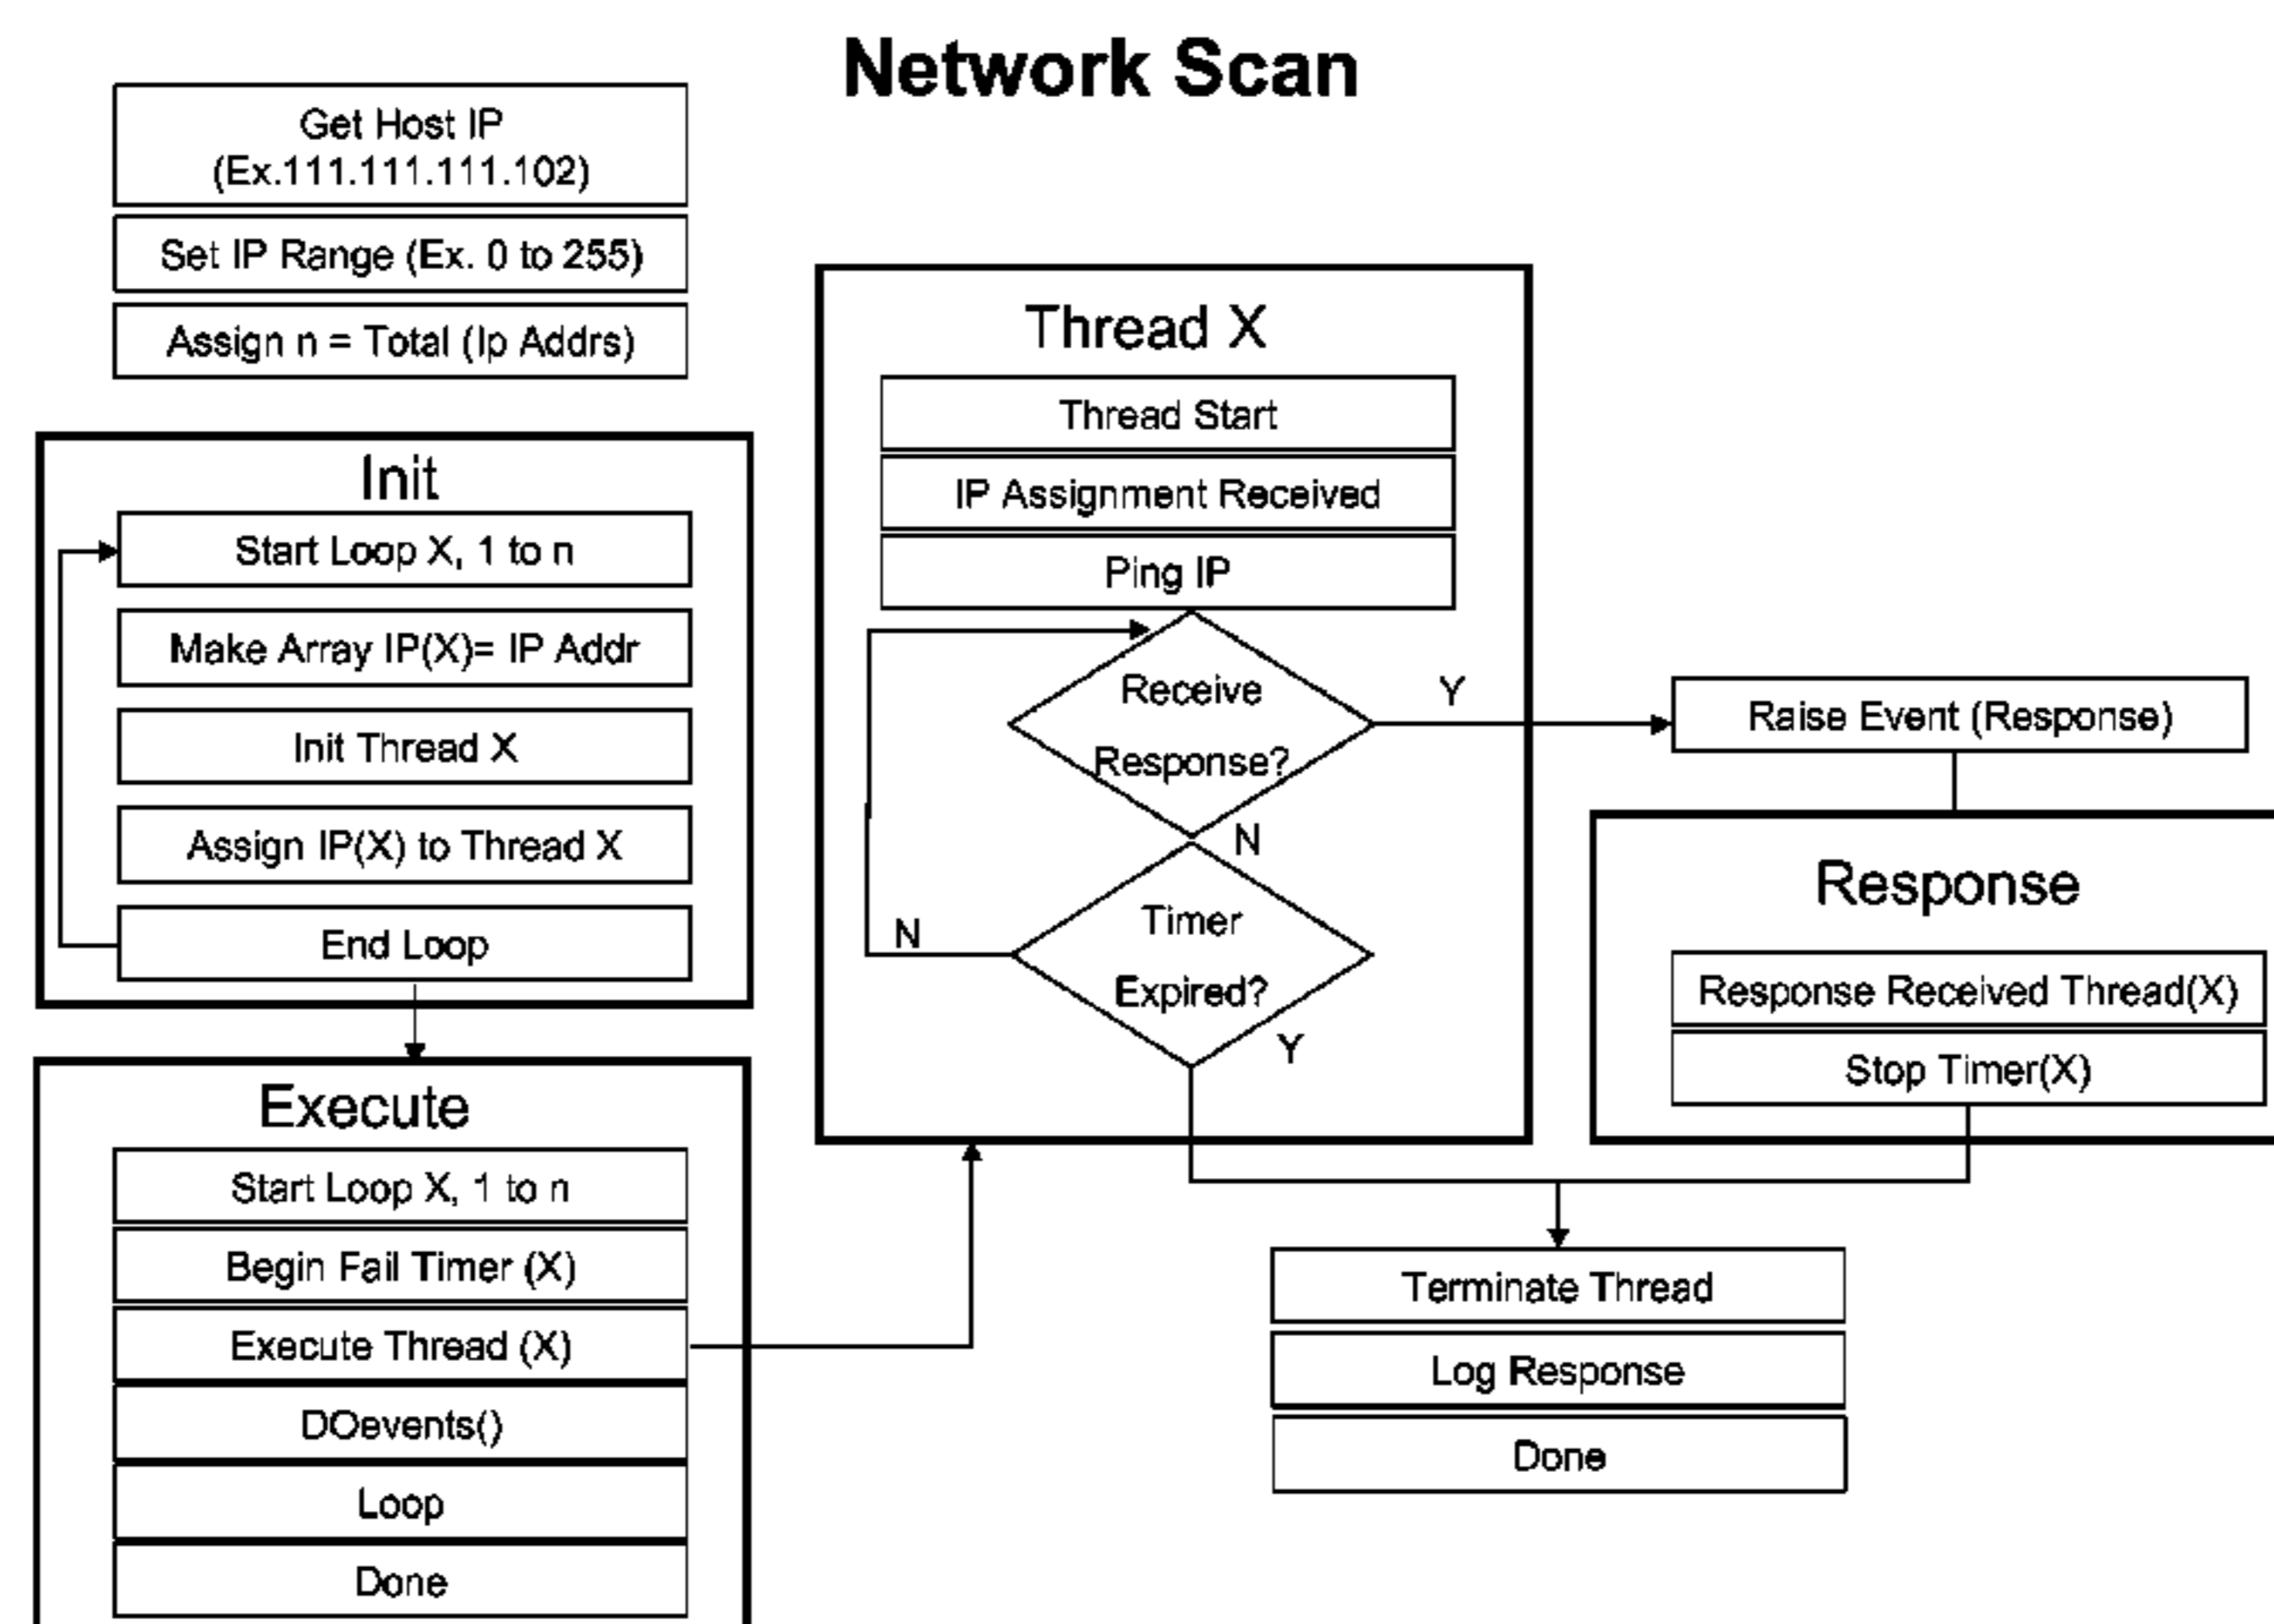 Network Scan
Get Host IP
(Ex.111.111.111.102)
Set IP Range (Ex. 0 to 255)
Assign n = Total (Ip Addrs)
Init
Start Loop X, 1 to n
Make Array IP(X)= IP Addr
Init Thread X
Assign IP(X) to Thread X
End Loop
Execute
Start Loop X, 1 to n
Begin Fail Timer (X)
Execute Thread (X)
DOevents()
Loop
Done
Thread X
Thread Start
IP Assignment Received
Ping IP
Receive
Response?
Y
N
Timer
Expired?
N
Y
Raise Event (Response)
Response
Response Received Thread(X)
Stop Timer(X)
Terminate Thread
Log Response
Done